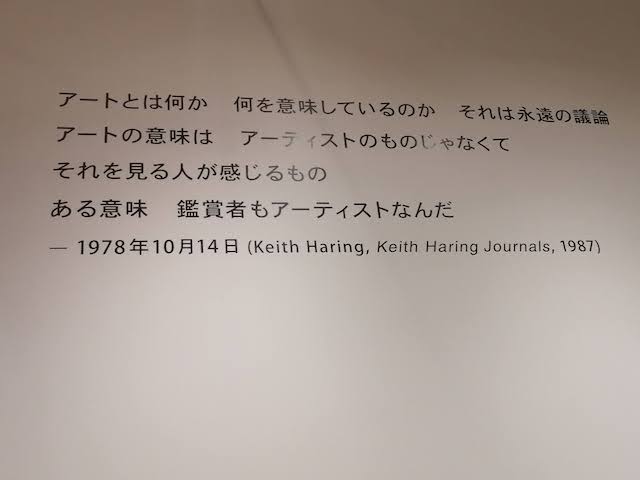 アートとは何か　何を意味しているのか　それは永遠の議論
アートの意味は　アーティストのものじゃなくて
それを見る人が感じるもの
ある意味　鑑賞者もアーティストなんだ
— 1978年10月14日 (Keith Haring, Keith Haring Journals, 1987)